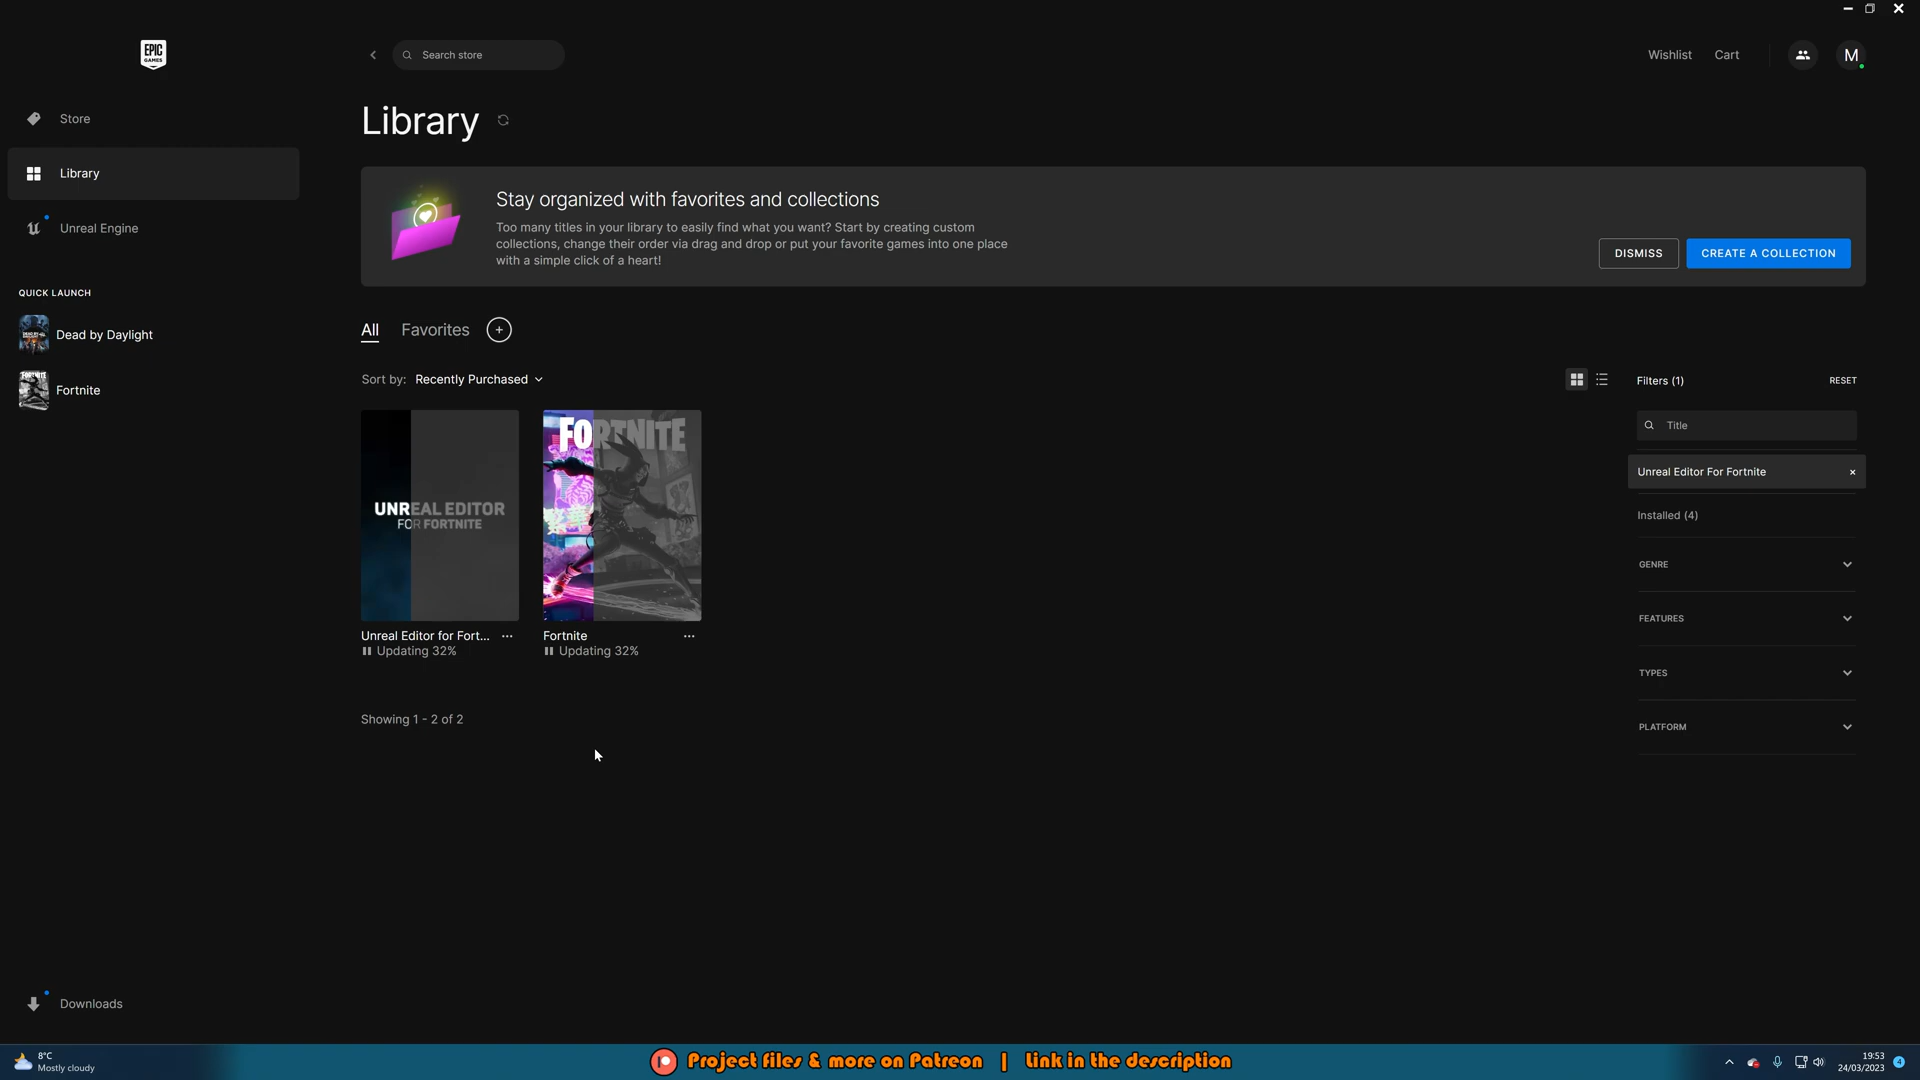 EPIC
GAMES
Search store
Wishlist
Cart
M
Store
Library
Unreal Engine
QUICK LAUNCH
Dead by Daylight
Fortnite
Downloads
Library
Stay organized with favorites and collections
Too many titles in your library to easily find what you want? Start by creating custom
collections, change their order via drag and drop or put your favorite games into one place
with a simple click of a heart!
DISMISS
CREATE A COLLECTION
All
Favorites
Sort by: Recently Purchased
UNREAL EDITOR
FOR FORTNITE
FORTNITE
Unreal Editor for Fort...
Updating 32%
Fortnite
Updating 32%
Showing 1 - 2 of 2
Filters (1)
RESET
Title
Unreal Editor For Fortnite
Installed (4)
GENRE
FEATURES
TYPES
PLATFORM
8°C
Mostly cloudy
Project files & more on Patreon | Link in the description
19:53
24/03/2023
4